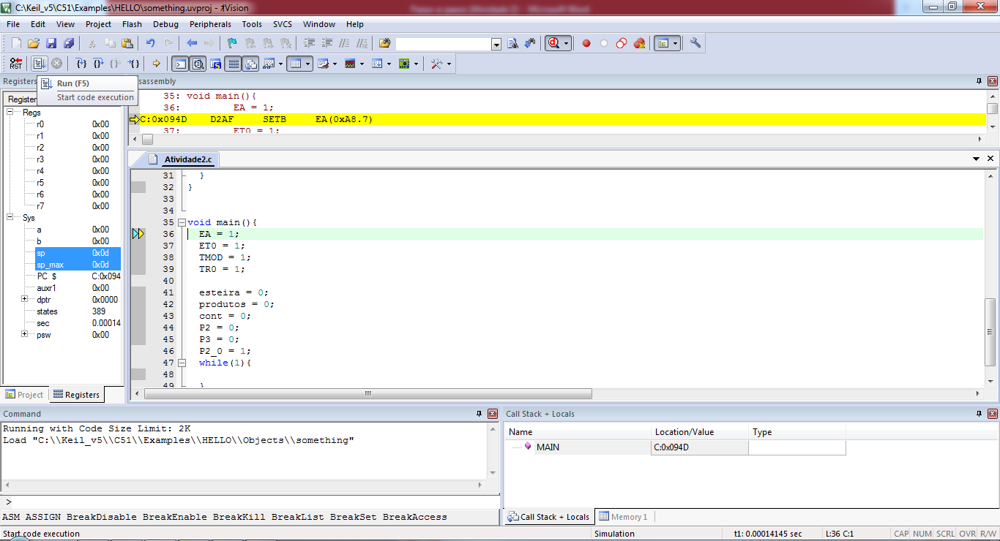 C:\Keil_v5\C51\Examples\HELLO\something.uvproj - µVision
File Edit View Project Flash Debug Peripherals Tools SVCS Window Help
RST
Registers
Run (F5)
Start code execution
sassembly
Register
Regs
r0 0x00
r1 0x00
r2 0x00
r3 0x00
r4 0x00
r5 0x00
r6 0x00
r7 0x00
Sys
a 0x00
b 0x00
sp 0x0d
sp_max 0x0d
PC $ C:0x094
auxr1 0x00
dptr 0x0000
states 389
sec 0.00014
psw 0x00
Project Registers
35: void main(){
36: EA = 1;
C:0x094D D2AF SETB EA(0xA8.7)
37: ET0 = 1;
Atividade2.c
31 }
32 }
33
34
35 void main(){
36 EA = 1;
37 ET0 = 1;
38 TMOD = 1;
39 TR0 = 1;
40
41 esteira = 0;
42 produtos = 0;
43 cont = 0;
44 P2 = 0;
45 P3 = 0;
46 P2_0 = 1;
47 while(1){
48
49 }
Command
Running with Code Size Limit: 2K
Load "C:\\Keil_v5\\C51\\Examples\\HELLO\\Objects\\something"
>
ASM ASSIGN BreakDisable BreakEnable BreakKill BreakList BreakSet BreakAccess
Call Stack + Locals
Name Location/Value Type
MAIN C:0x094D
Call Stack + Locals Memory 1
Start code execution Simulation t1: 0.00014145 sec L:36 C:1 CAP NUM SCRL OVR R/W